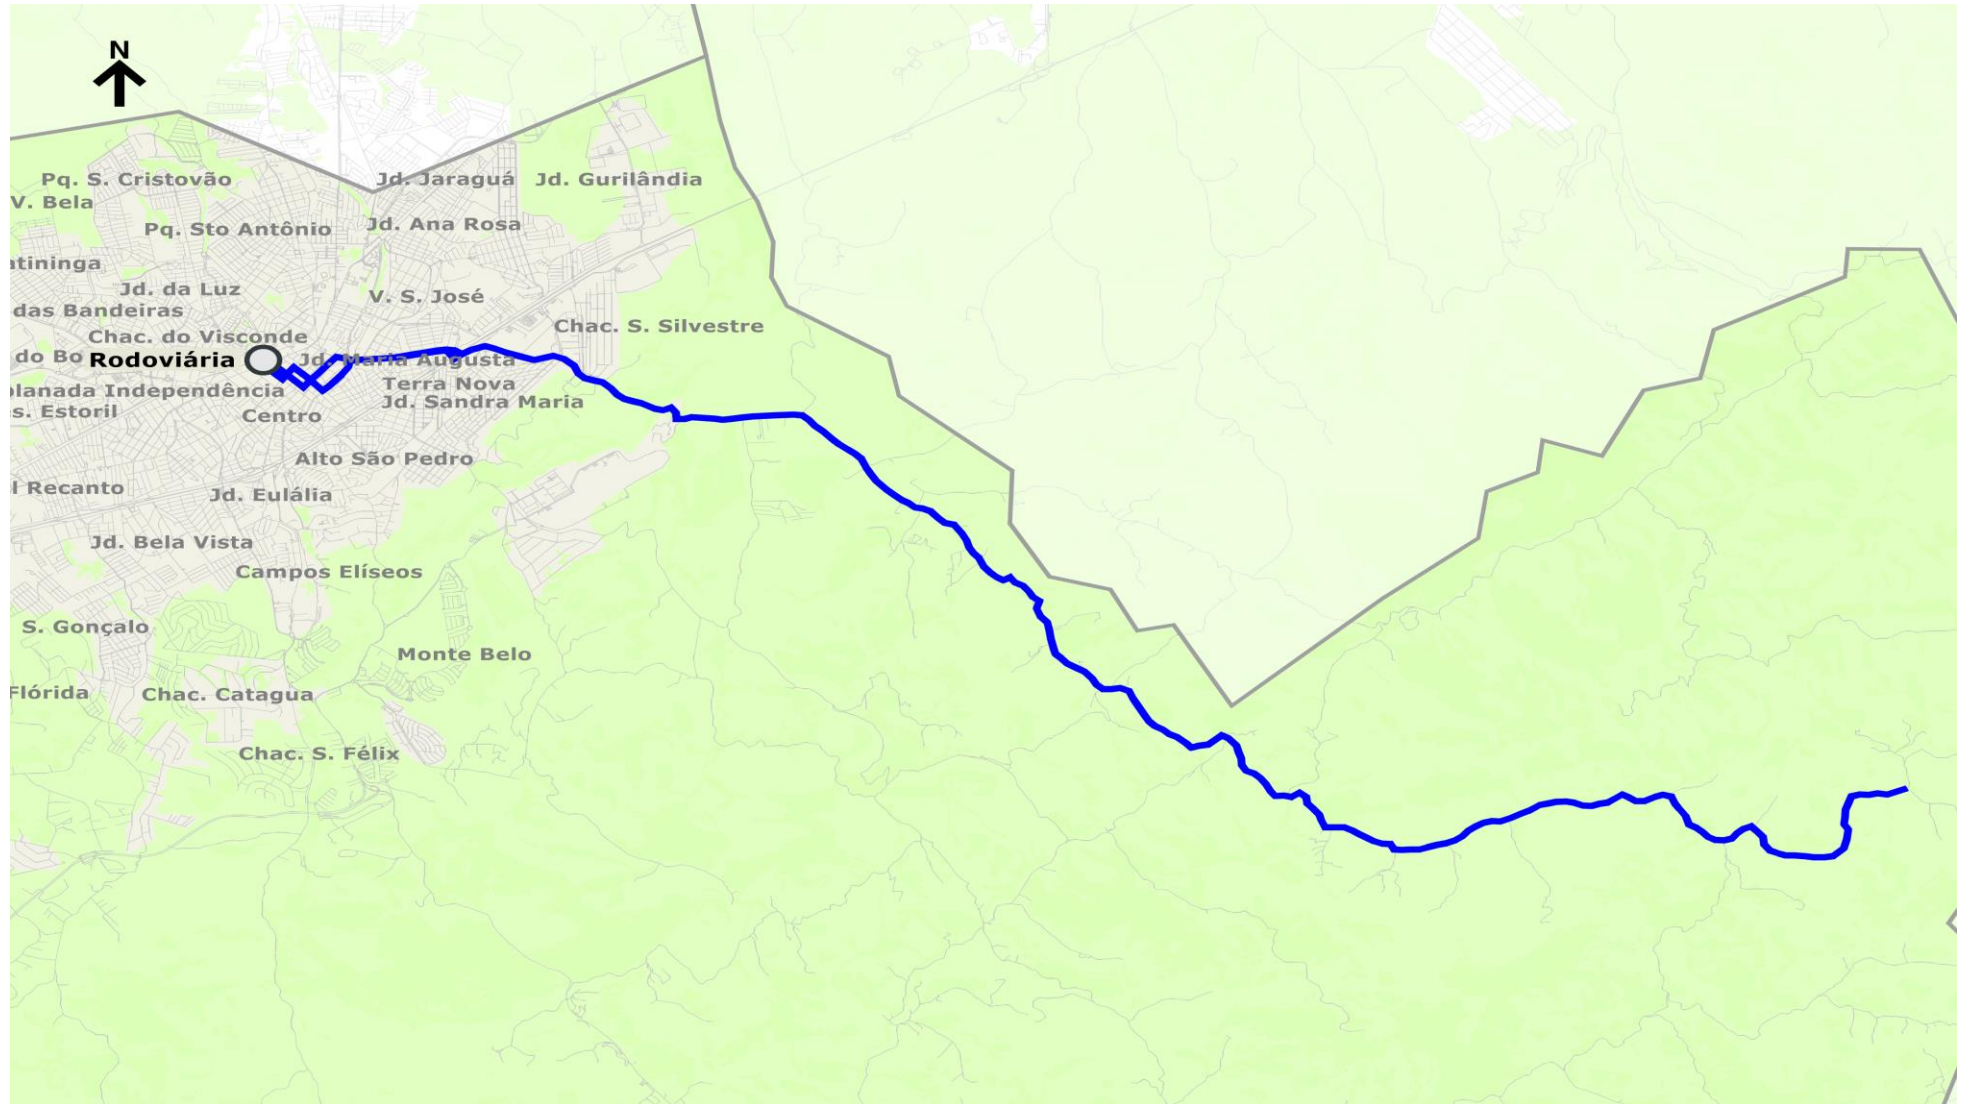 N
Pq. S. Cristovão
Jd. Jaraguá
Jd. Gurilândia
V. Bela
Pq. Sto Antônio
Jd. Ana Rosa
atininga
Jd. da Luz
V. S. José
das Bandeiras
Chac. S. Silvestre
Chac. do Visconde
do Bo
Rodoviária
Jd. Maria Augusta
Terra Nova
planada Independência
Jd. Sandra Maria
s. Estoril
Centro
Alto São Pedro
l Recanto
Jd. Eulália
Jd. Bela Vista
Campos Elíseos
S. Gonçalo
Monte Belo
Flórida
Chac. Catagua
Chac. S. Félix